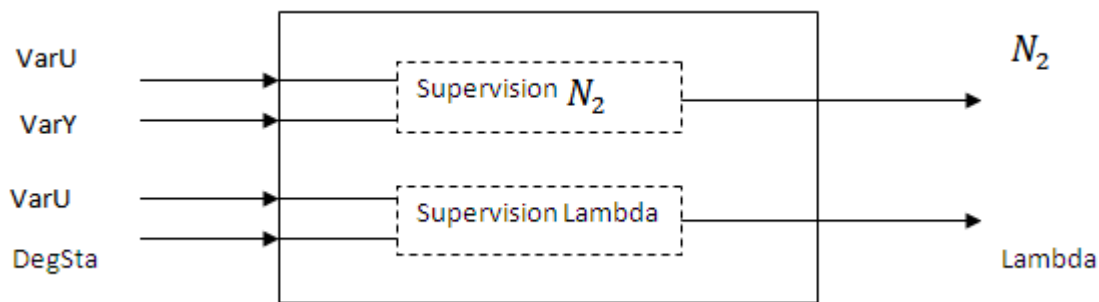 VarU
N₂
Supervision N₂
VarY
VarU
Supervision Lambda
DegSta
Lambda